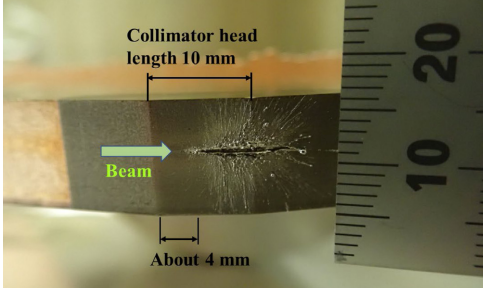 Collimator head
length 10 mm
20
Beam
10
About 4 mm